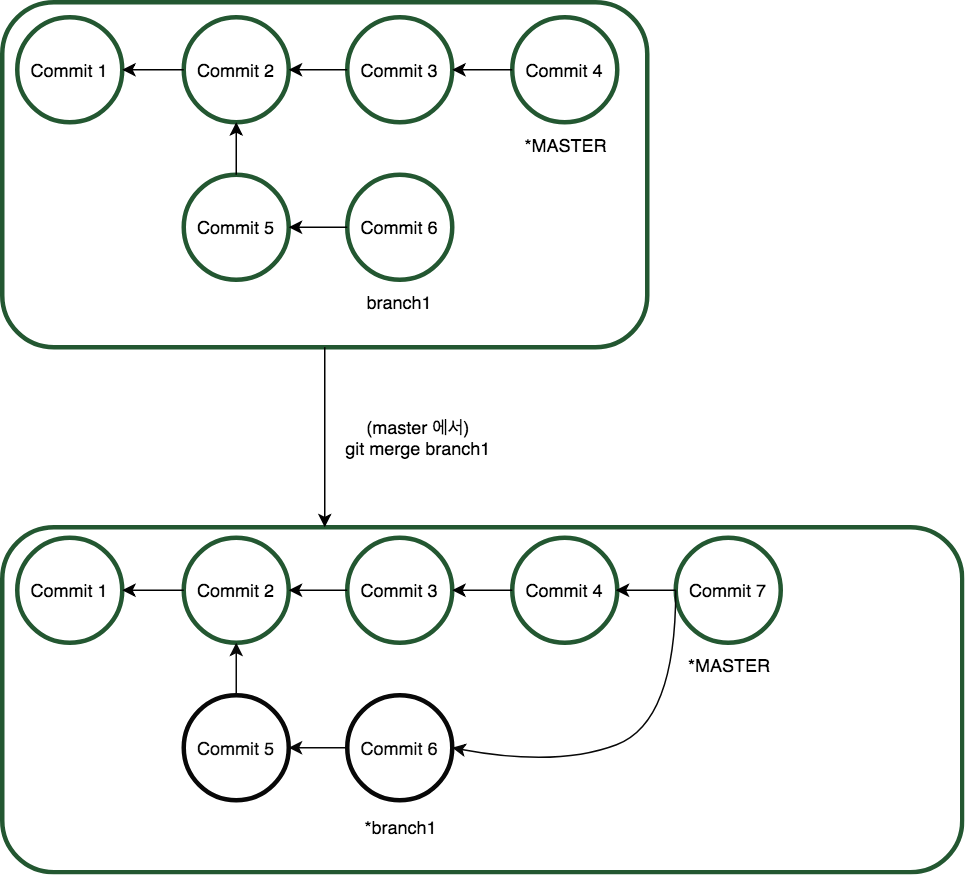 Commit 1
Commit 2
Commit 3
Commit 4
*MASTER
Commit 5
Commit 6
branch1
(master 에서)
git merge branch1
Commit 1
Commit 2
Commit 3
Commit 4
Commit 7
*MASTER
Commit 5
Commit 6
*branch1